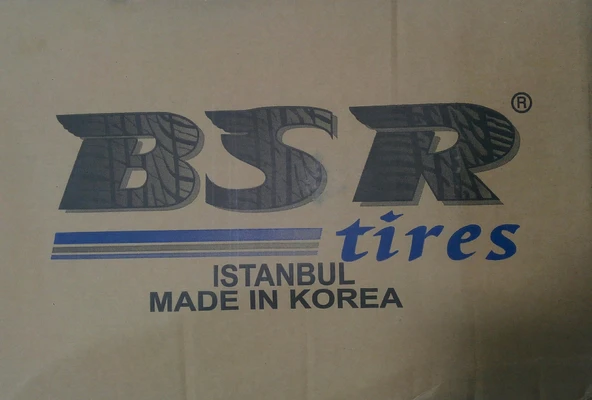 BSR®
tires
ISTANBUL
MADE IN KOREA